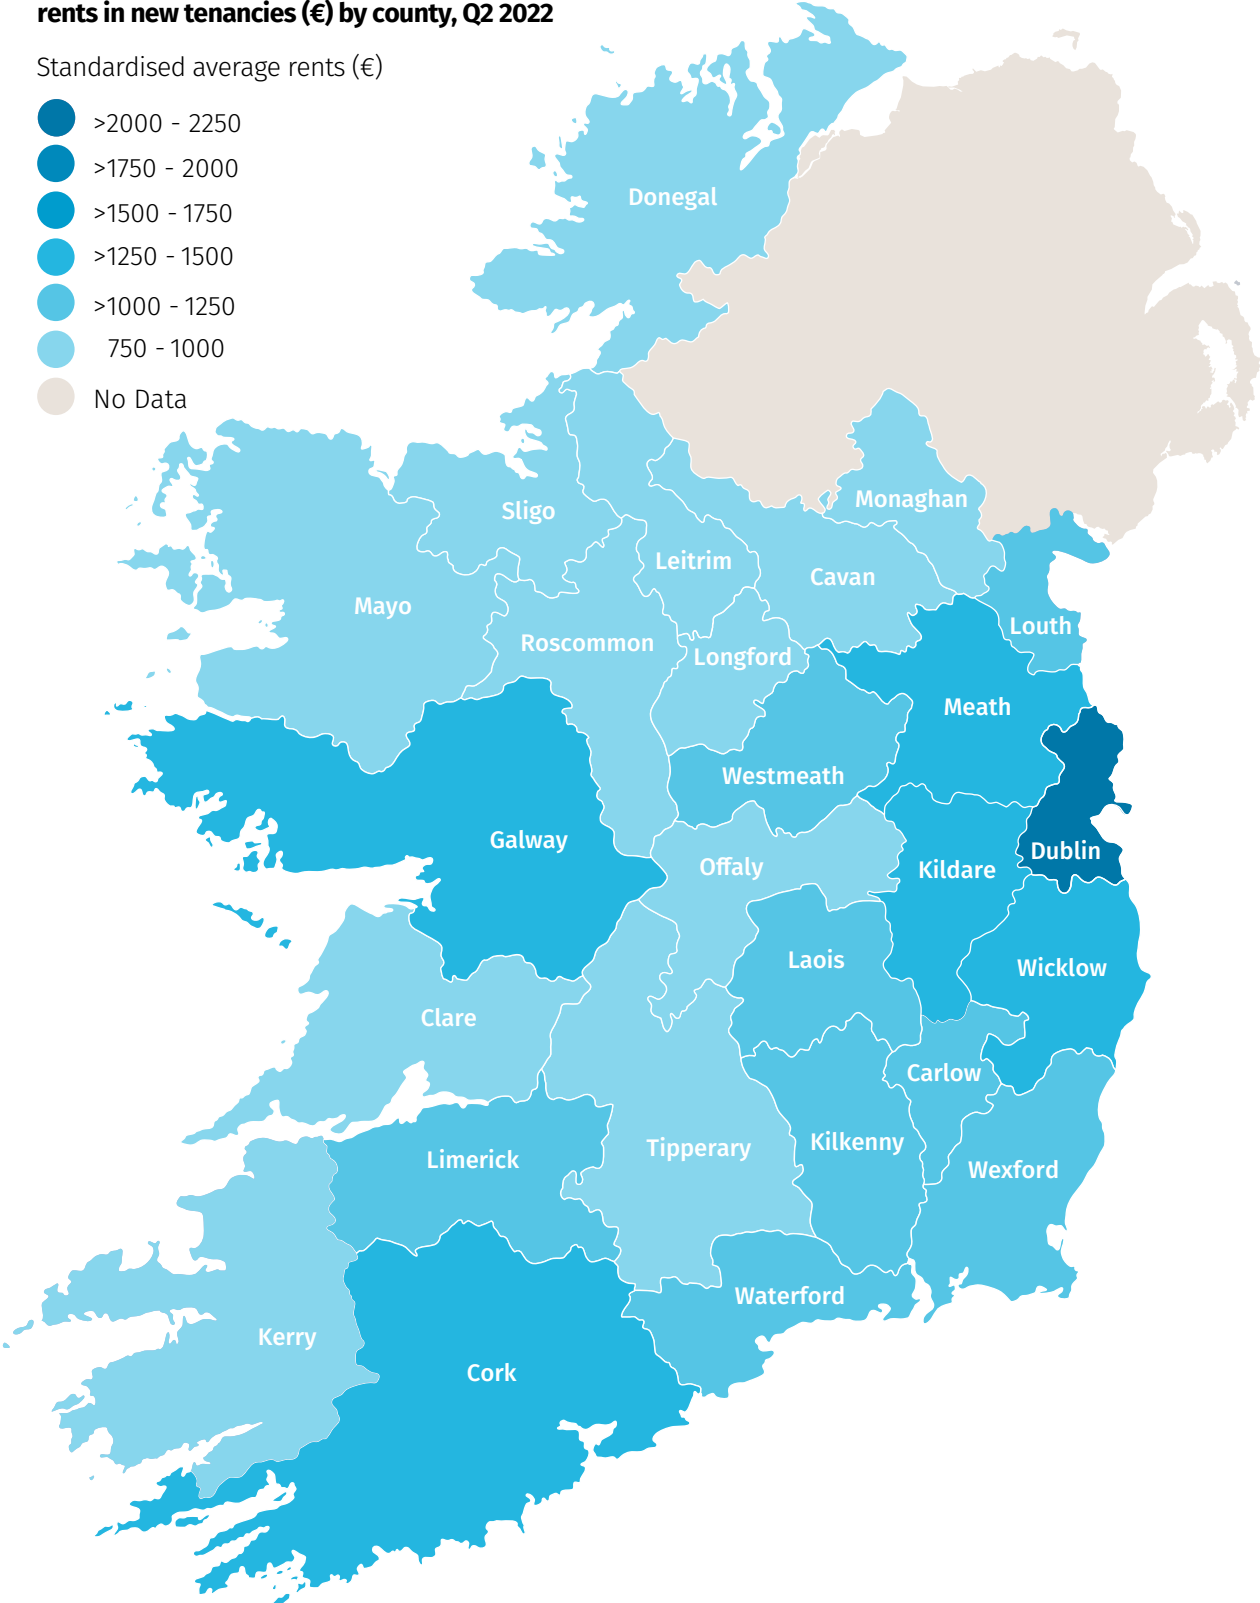 rents in new tenancies (€) by county, Q2 2022
Standardised average rents (€)
>2000 - 2250
>1750 - 2000
>1500 - 1750
>1250 - 1500
>1000 - 1250
750 - 1000
No Data
Donegal
Monaghan
Sligo
Leitrim
Cavan
Mayo
Louth
Roscommon
Longford
Meath
Westmeath
Galway
Dublin
Offaly
Kildare
Laois
Wicklow
Clare
Carlow
Kilkenny
Tipperary
Limerick
Wexford
Waterford
Kerry
Cork